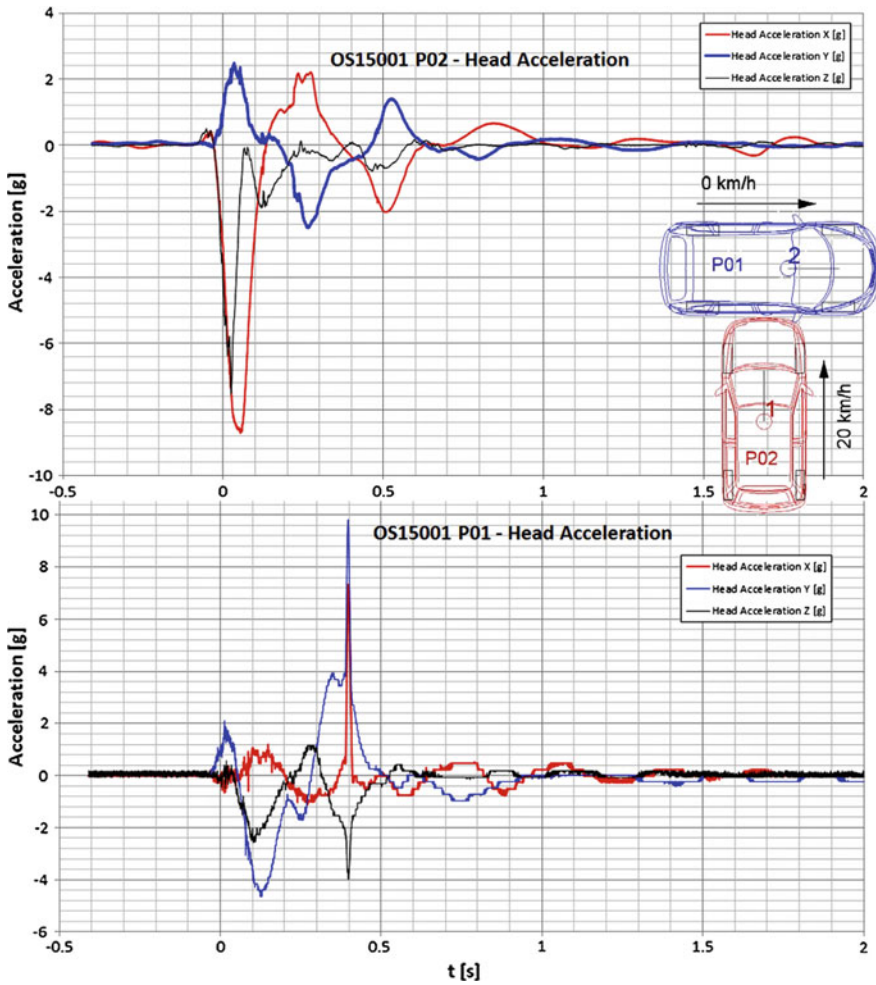 4
2
0
-2
-4
-6
-8
-10
Acceleration [g]
OS15001 P02 - Head Acceleration
Head Acceleration X [g]
Head Acceleration Y [g]
Head Acceleration Z [g]
0 km/h
P01
2
1
P02
20 km/h
-0.5
0
0.5
1
1.5
2
10
8
6
4
2
0
-2
-4
-6
Acceleration [g]
OS15001 P01 - Head Acceleration
Head Acceleration X [g]
Head Acceleration Y [g]
Head Acceleration Z [g]
-0.5
0
0.5
1
1.5
2
t [s]